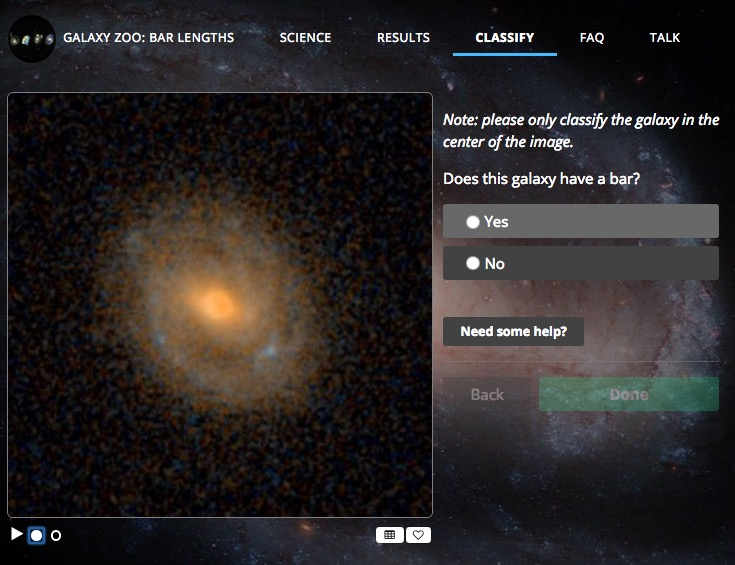 GALAXY ZOO: BAR LENGTHS
SCIENCE
RESULTS
CLASSIFY
FAQ
TALK
Note: please only classify the galaxy in the
center of the image.
Does this galaxy have a bar?
Yes
No
Need some help?
Back
Done